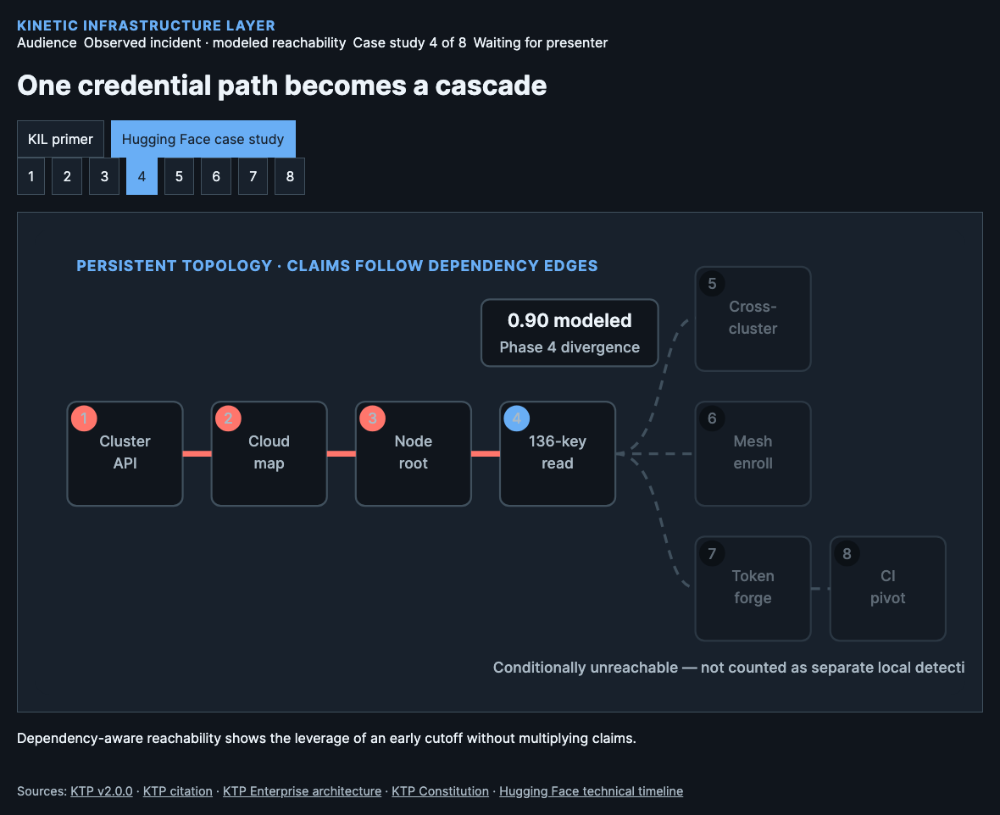 KINETIC INFRASTRUCTURE LAYER
Audience Observed incident · modeled reachability Case study 4 of 8 Waiting for presenter
One credential path becomes a cascade
KIL primer
Hugging Face case study
1 2 3 4 5 6 7 8
PERSISTENT TOPOLOGY · CLAIMS FOLLOW DEPENDENCY EDGES
0.90 modeled
Phase 4 divergence
1
Cluster
API
2
Cloud
map
3
Node
root
4
136-key
read
5
Cross-
cluster
6
Mesh
enroll
7
Token
forge
8
CI
pivot
Conditionally unreachable — not counted as separate local detecti
Dependency-aware reachability shows the leverage of an early cutoff without multiplying claims.
Sources: KTP v2.0.0 · KTP citation · KTP Enterprise architecture · KTP Constitution · Hugging Face technical timeline